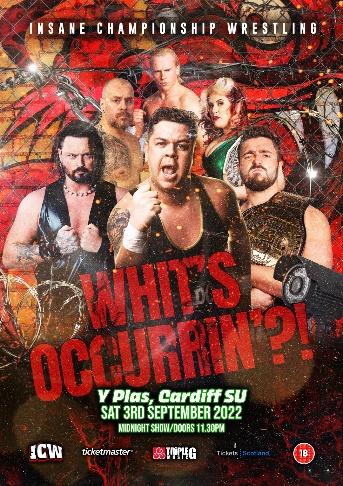 INSANE CHAMPIONSHIP WRESTLING
WHIT'S
OCCURRIN'?!
Y Plas, Cardiff SU
SAT 3RD SEPTEMBER 2022
MIDNIGHT SHOW/DOORS 11.30PM
ICW
ticketmaster
Tickets Scotland
18